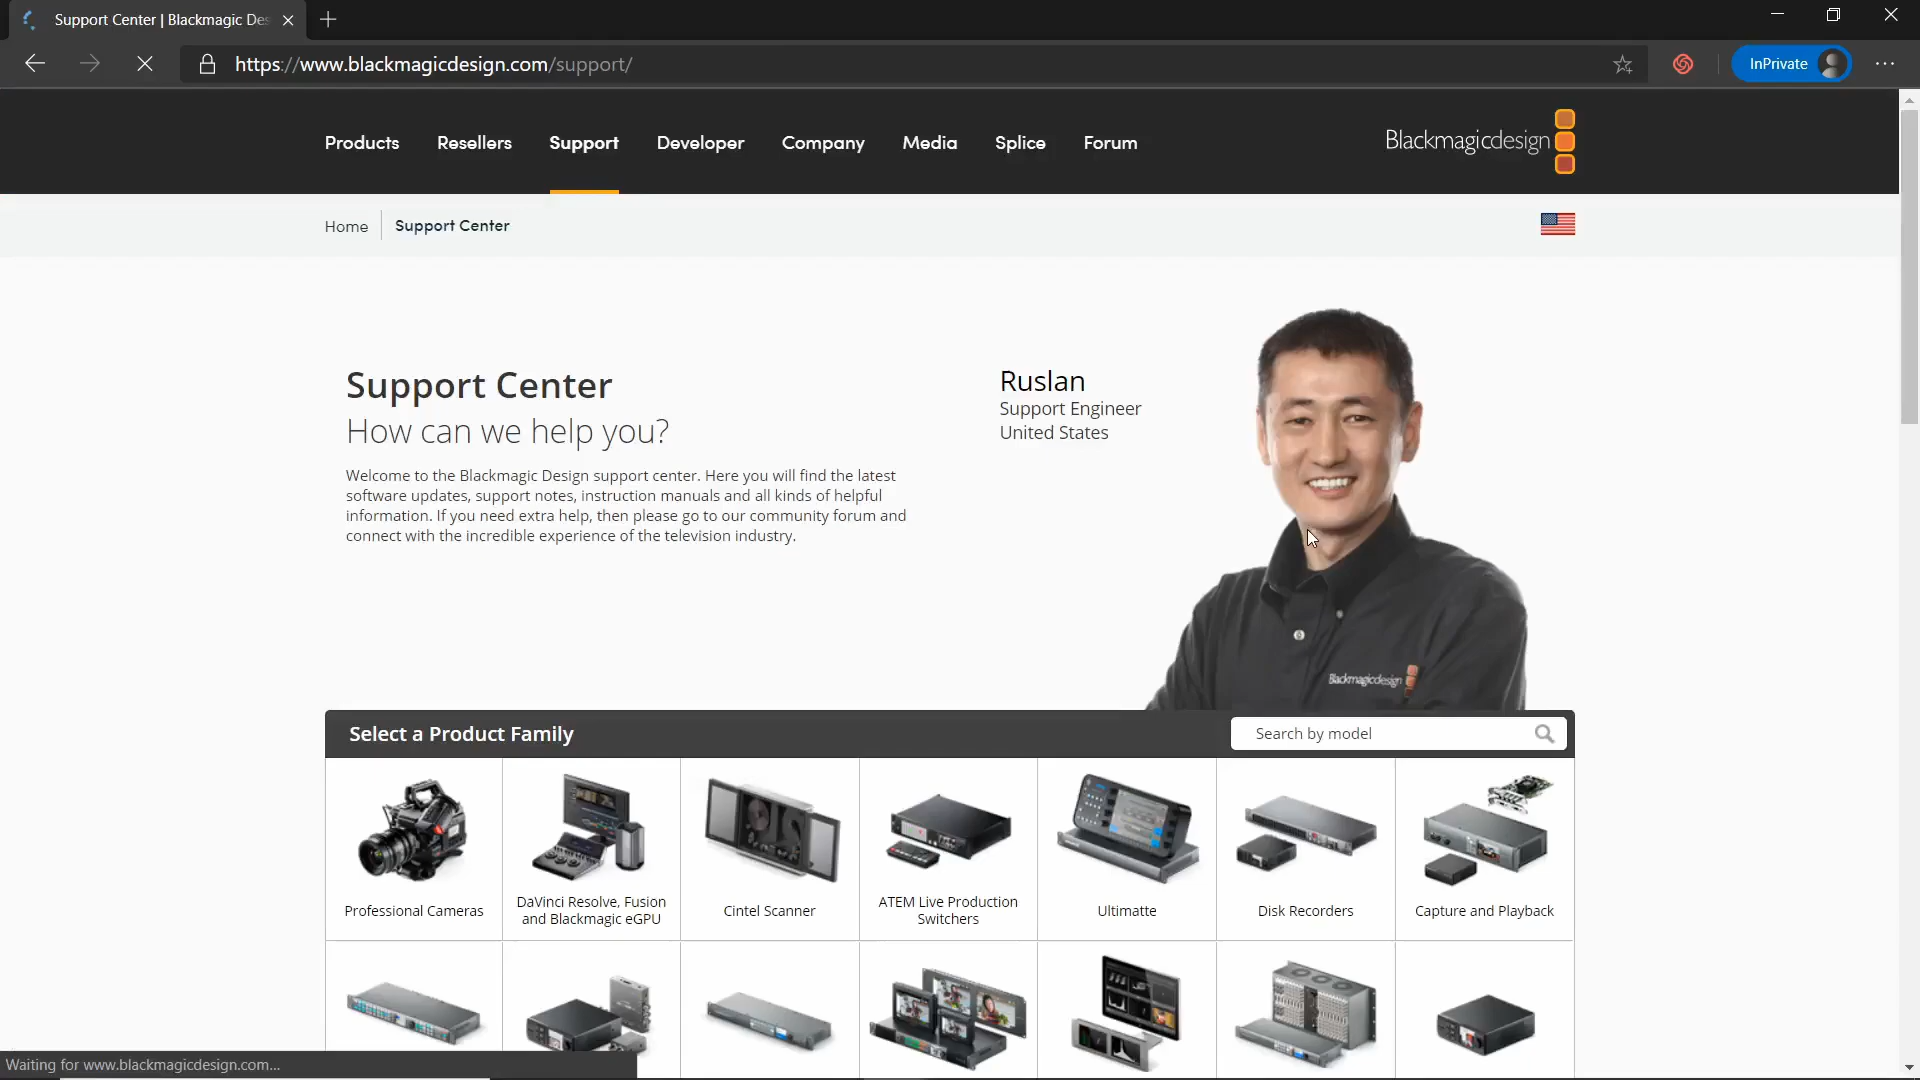 Support Center | Blackmagic Des
https://www.blackmagicdesign.com/support/
InPrivate
Products Resellers Support Developer Company Media Splice Forum
Blackmagicdesign
Home Support Center
Support Center
How can we help you?
Welcome to the Blackmagic Design support center. Here you will find the latest
software updates, support notes, instruction manuals and all kinds of helpful
information. If you need extra help, then please go to our community forum and
connect with the incredible experience of the television industry.
Ruslan
Support Engineer
United States
Blackmagicdesign
Select a Product Family
Search by model
Professional Cameras
DaVinci Resolve, Fusion
and Blackmagic eGPU
Cintel Scanner
ATEM Live Production
Switchers
Ultimatte
Disk Recorders
Capture and Playback
Waiting for www.blackmagicdesign.com...